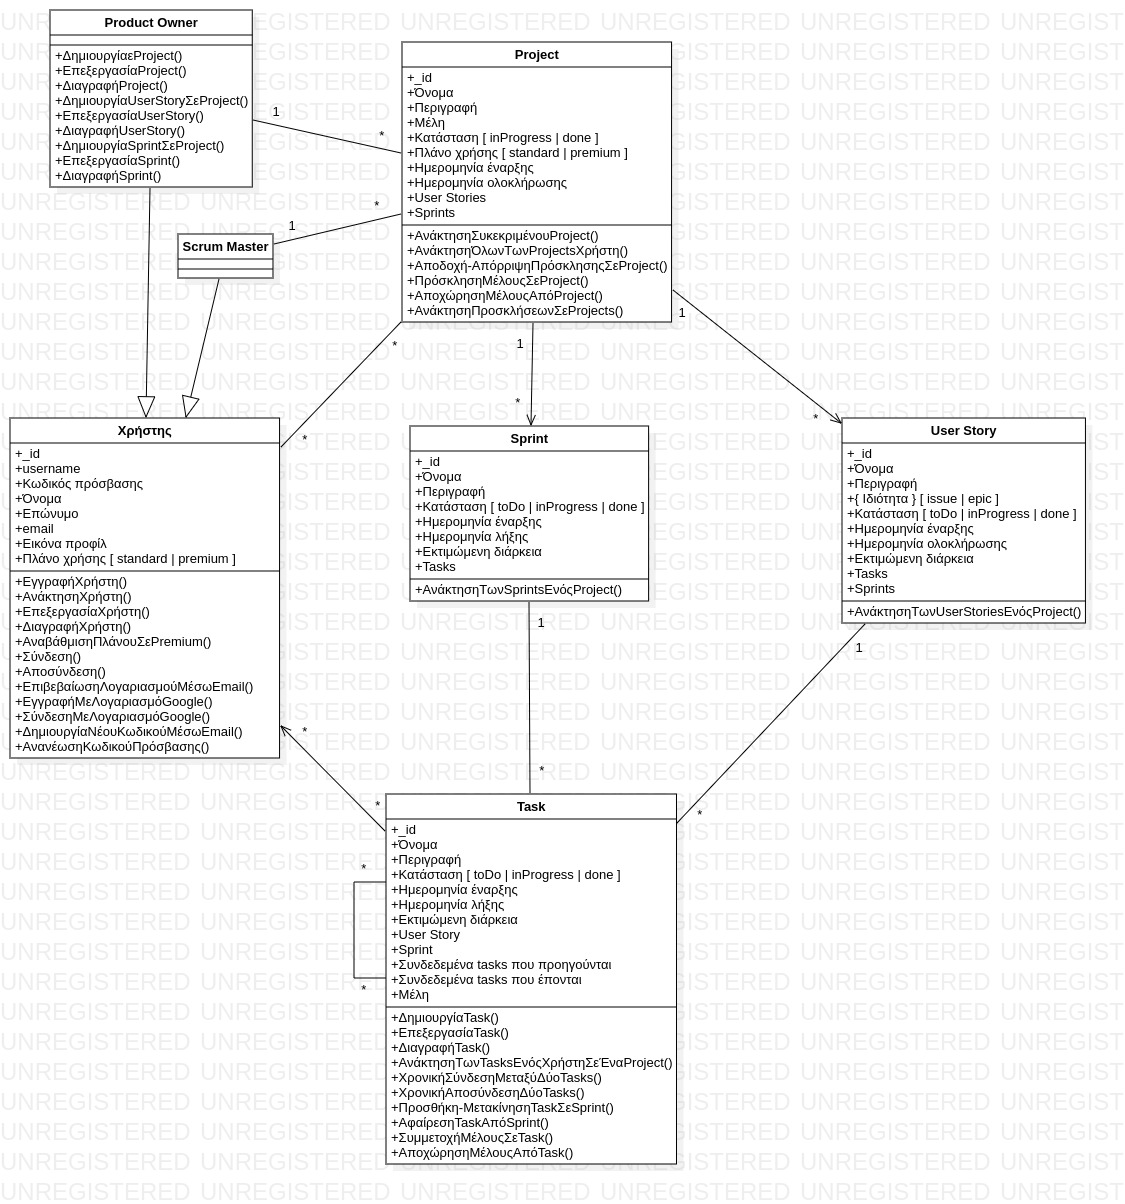 Product Owner
+ΔημιουργίαεProject()
+ΕπεξεργασίαProject()
+ΔιαγραφήProject()
+ΔημιουργίαUserStoryΣεProject()
+ΕπεξεργασίαUserStory()
+ΔιαγραφήUserStory()
+ΔημιουργίαSprintΣεProject()
+ΕπεξεργασίαSprint()
+ΔιαγραφήSprint()
1
*
Project
+_id
+Όνομα
+Περιγραφή
+Μέλη
+Κατάσταση [ inProgress | done ]
+Πλάνο χρήσης [ standard | premium ]
+Ημερομηνία έναρξης
+Ημερομηνία ολοκλήρωσης
+User Stories
+Sprints
+ΑνάκτησηΣυκεκριμένουProject()
+ΑνάκτησηΌλωνΤωνProjectsΧρήστη()
+Αποδοχή-ΑπόρριψηΠρόσκλησηςΣεProject()
+ΠρόσκλησηΜέλουςΣεProject()
+ΑποχώρησηΜέλουςΑπόProject()
+ΑνάκτησηΠροσκλήσεωνΣεProjects()
Scrum Master
1
*
*
*
1
*
1
*
Χρήστης
+_id
+username
+Κωδικός πρόσβασης
+Όνομα
+Επώνυμο
+email
+Εικόνα προφίλ
+Πλάνο χρήσης [ standard | premium ]
+ΕγγραφήΧρήστη()
+ΑνάκτησηΧρήστη()
+ΕπεξεργασίαΧρήστη()
+ΔιαγραφήΧρήστη()
+ΑναβάθμισηΠλάνουΣεPremium()
+Σύνδεση()
+Αποσύνδεση()
+ΕπιβεβαίωσηΛογαριασμούΜέσωEmail()
+ΕγγραφήΜεΛογαριασμόGoogle()
+ΣύνδεσηΜεΛογαριασμόGoogle()
+ΔημιουργίαΝέουΚωδικούΜέσωEmail()
+ΑνανέωσηΚωδικούΠρόσβασης()
Sprint
+_id
+Όνομα
+Περιγραφή
+Κατάσταση [ toDo | inProgress | done ]
+Ημερομηνία έναρξης
+Ημερομηνία λήξης
+Εκτιμώμενη διάρκεια
+Tasks
+ΑνάκτησηΤωνSprintsΕνόςProject()
User Story
+_id
+Όνομα
+Περιγραφή
+{ Ιδιότητα } [ issue | epic ]
+Κατάσταση [ toDo | inProgress | done ]
+Ημερομηνία έναρξης
+Ημερομηνία ολοκλήρωσης
+Εκτιμώμενη διάρκεια
+Tasks
+Sprints
+ΑνάκτησηΤωνUserStoriesΕνόςProject()
1
*
1
*
*
*
*
*
Task
+_id
+Όνομα
+Περιγραφή
+Κατάσταση [ toDo | inProgress | done ]
+Ημερομηνία έναρξης
+Ημερομηνία λήξης
+Εκτιμώμενη διάρκεια
+User Story
+Sprint
+Συνδεδεμένα tasks που προηγούνται
+Συνδεδεμένα tasks που έπονται
+Μέλη
+ΔημιουργίαTask()
+ΕπεξεργασίαTask()
+ΔιαγραφήTask()
+ΑνάκτησηΤωνTasksΕνόςΧρήστηΣεΈναProject()
+ΧρονικήΣύνδεσηΜεταξύΔύοTasks()
+ΧρονικήΑποσύνδεσηΔύοTasks()
+Προσθήκη-ΜετακίνησηTaskΣεSprint()
+ΑφαίρεσηTaskΑπόSprint()
+ΣυμμετοχήΜέλουςΣεTask()
+ΑποχώρησηΜέλουςΑπόTask()